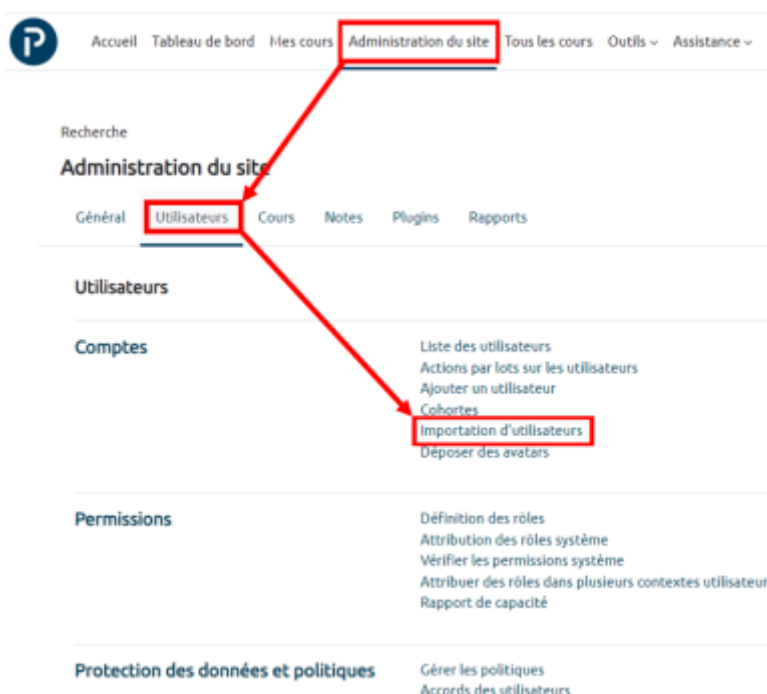 Accueil Tableau de bord Mes cours Administration du site Tous les cours Outils Assistance
Recherche
Administration du site
Général Utilisateurs Cours Notes Plugins Rapports
Utilisateurs
Comptes
Liste des utilisateurs
Actions par lots sur les utilisateurs
Ajouter un utilisateur
Cohortes
Importation d'utilisateurs
Déposer des avatars
Permissions
Définition des rôles
Attribution des rôles système
Vérifier les permissions système
Attribuer des rôles dans plusieurs contextes utilisateur
Rapport de capacité
Protection des données et politiques
Gérer les politiques
Accords des utilisateurs